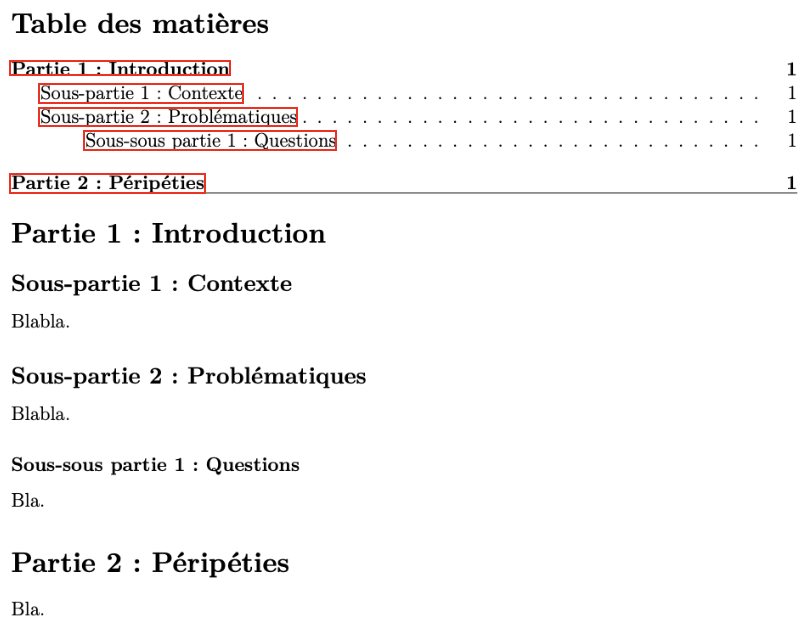 Table des matières
Partie 1 : Introduction 1
Sous-partie 1 : Contexte . . . . . . . . . . . . . . . . . . . . . . . . . . . . . . . . . . 1
Sous-partie 2 : Problématiques . . . . . . . . . . . . . . . . . . . . . . . . . . . . . . . 1
Sous-sous partie 1 : Questions . . . . . . . . . . . . . . . . . . . . . . . . . . . . 1
Partie 2 : Péripéties 1
Partie 1 : Introduction
Sous-partie 1 : Contexte
Blabla.
Sous-partie 2 : Problématiques
Blabla.
Sous-sous partie 1 : Questions
Bla.
Partie 2 : Péripéties
Bla.